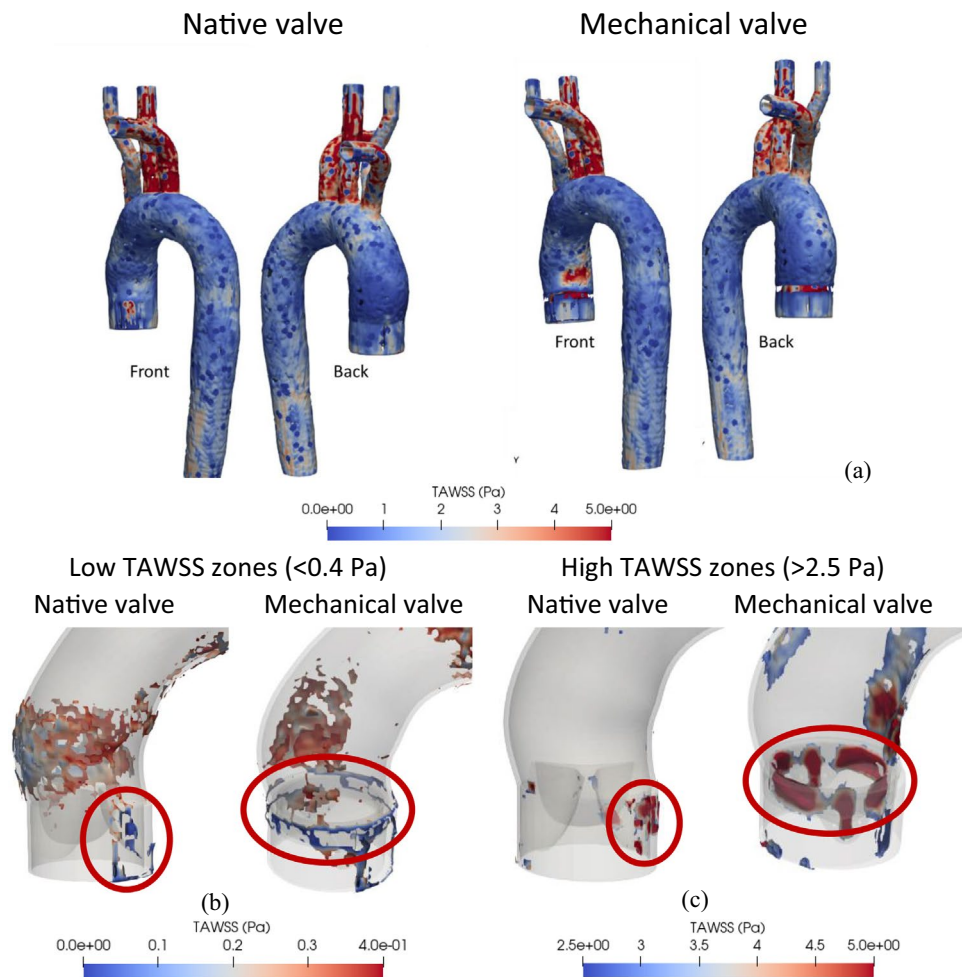 Native valve
Mechanical valve
Front
Back
Front
Back
Y
Y
(a)
TAWSS (Pa)
0.0e+00 1 2 3 4 5.0e+00
Low TAWSS zones (<0.4 Pa)
High TAWSS zones (>2.5 Pa)
Native valve
Mechanical valve
Native valve
Mechanical valve
(b)
(c)
TAWSS (Pa)
0.0e+00 0.1 0.2 0.3 4.0e-01
TAWSS (Pa)
2.5e+00 3 3.5 4 4.5 5.0e+00